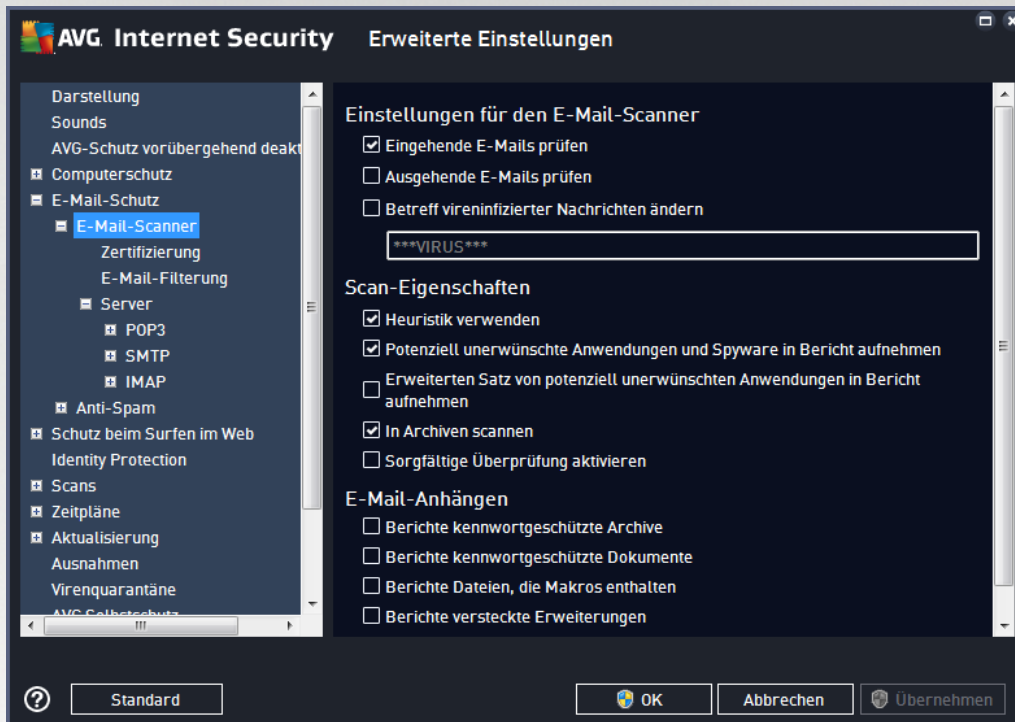 AVG. Internet Security Erweiterte Einstellungen
Darstellung
Sounds
AVG-Schutz vorübergehend deakt
Computerschutz
E-Mail-Schutz
E-Mail-Scanner
Zertifizierung
E-Mail-Filterung
Server
POP3
SMTP
IMAP
Anti-Spam
Schutz beim Surfen im Web
Identity Protection
Scans
Zeitpläne
Aktualisierung
Ausnahmen
Virenquarantäne
AVG Selbstschutz
Einstellungen für den E-Mail-Scanner
Eingehende E-Mails prüfen
Ausgehende E-Mails prüfen
Betreff vireninfizierter Nachrichten ändern
***VIRUS***
Scan-Eigenschaften
Heuristik verwenden
Potenziell unerwünschte Anwendungen und Spyware in Bericht aufnehmen
Erweiterten Satz von potenziell unerwünschten Anwendungen in Bericht
aufnehmen
In Archiven scannen
Sorgfältige Überprüfung aktivieren
E-Mail-Anhängen
Berichte kennwortgeschützte Archive
Berichte kennwortgeschützte Dokumente
Berichte Dateien, die Makros enthalten
Berichte versteckte Erweiterungen
Standard
OK
Abbrechen
Übernehmen